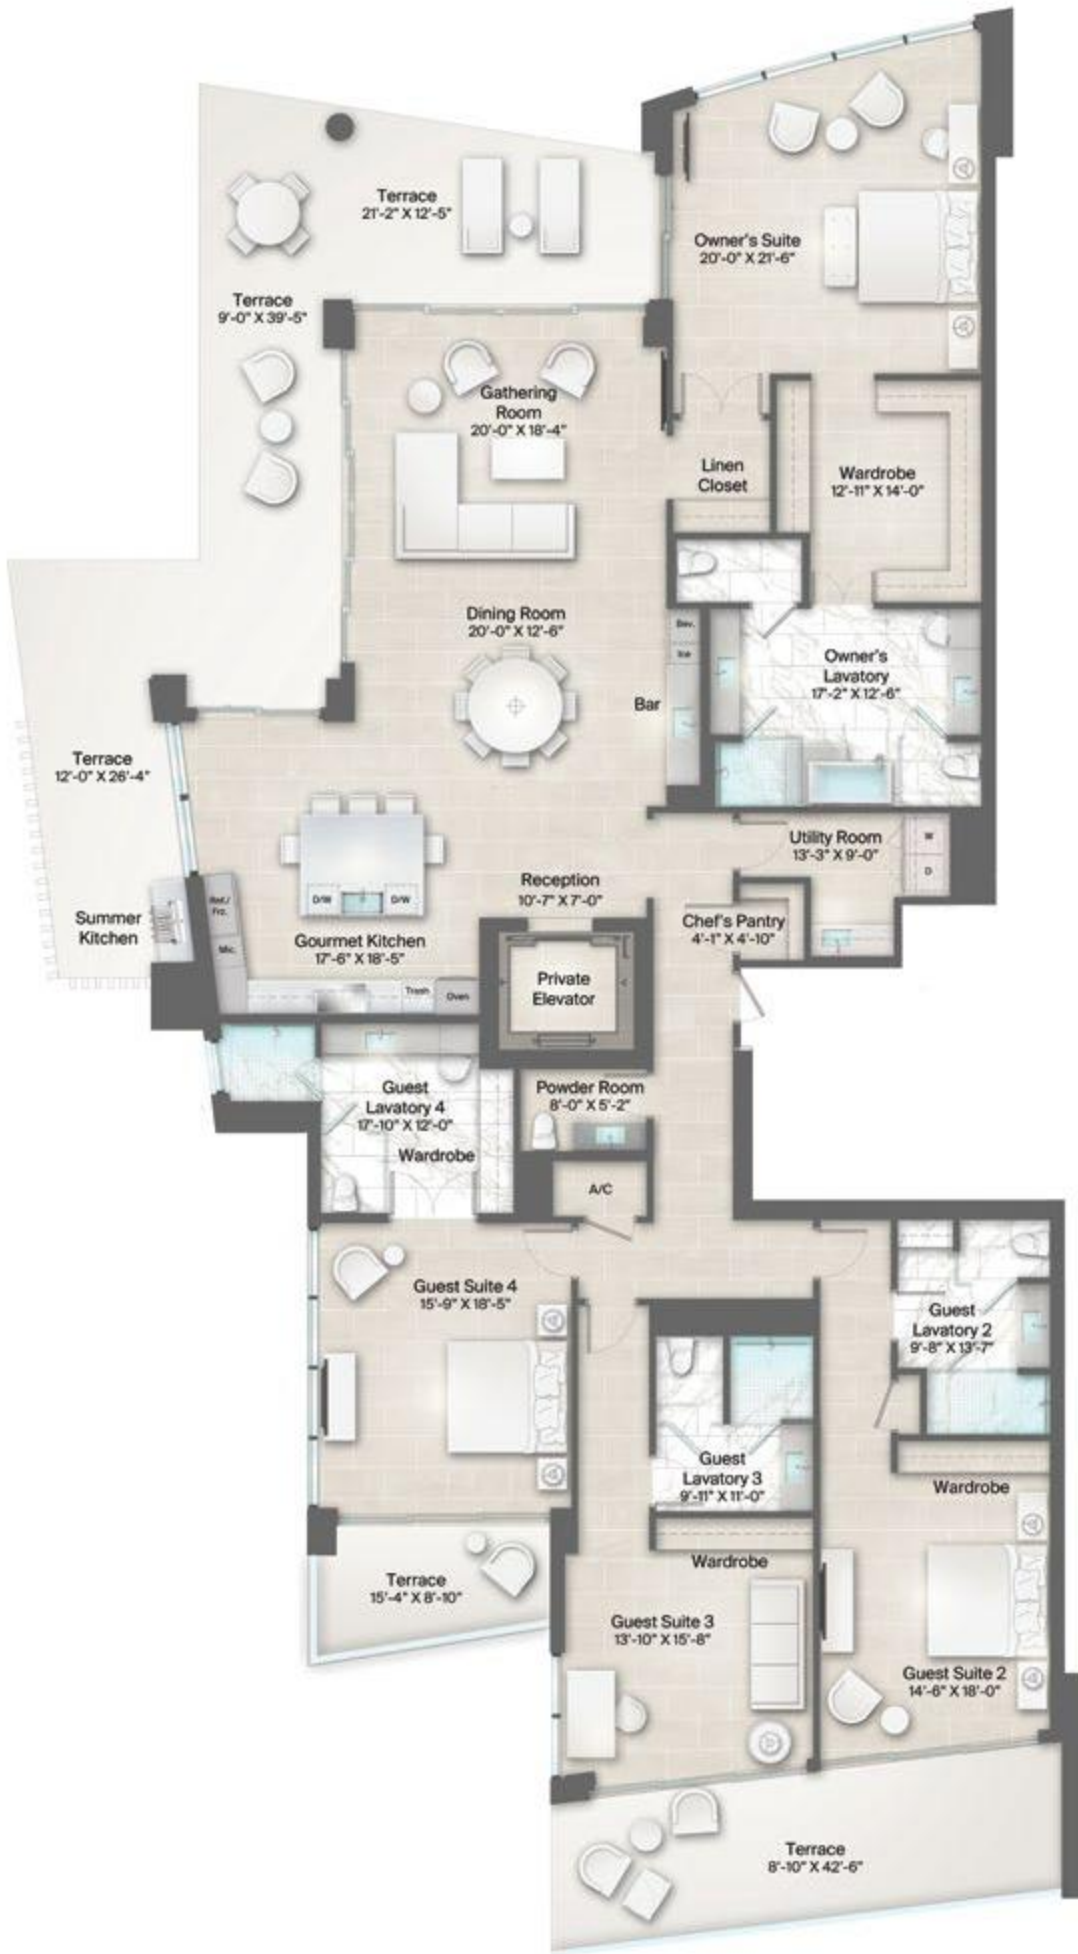 Terrace
21'-2" X 12'-5"
Owner's Suite
20'-0" X 21'-6"
Terrace
9'-0" X 39'-5"
Gathering
Room
20'-0" X 18'-4"
Linen
Closet
Wardrobe
12'-11" X 14'-0"
Dining Room
20'-0" X 12'-6"
Bev.
Ice
Bar
Owner's
Lavatory
17'-2" X 12'-6"
Terrace
12'-0" X 26'-4"
Utility Room
13'-3" X 9'-0"
W
D
Reception
10'-7" X 7'-0"
D/W
D/W
Ref./
Frz.
Mic.
Summer
Kitchen
Gourmet Kitchen
17'-6" X 18'-5"
Trash
Oven
Chef's Pantry
4'-1" X 4'-10"
Private
Elevator
Guest
Lavatory 4
17'-10" X 12'-0"
Wardrobe
Powder Room
8'-0" X 5'-2"
A/C
Guest Suite 4
15'-9" X 18'-5"
Guest
Lavatory 2
9'-8" X 13'-7"
Guest
Lavatory 3
9'-11" X 11'-0"
Wardrobe
Wardrobe
Terrace
15'-4" X 8'-10"
Guest Suite 3
13'-10" X 15'-8"
Guest Suite 2
14'-6" X 18'-0"
Terrace
8'-10" X 42'-6"